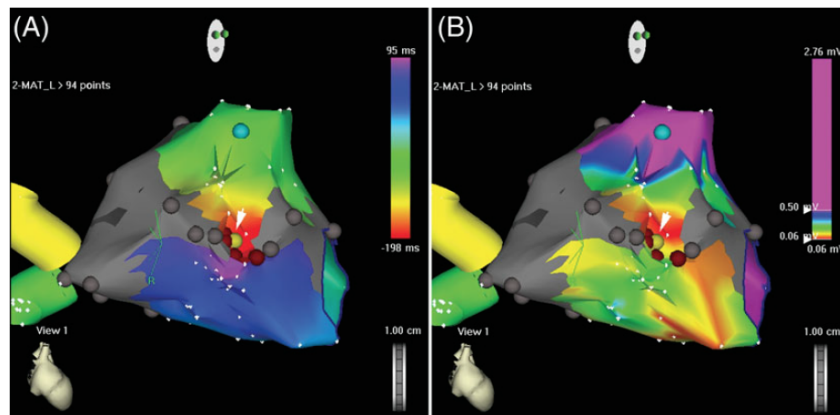 (A)
95 ms
2-MAT_L > 94 points
-198 ms
R
View 1
1.00 cm
(B)
2.76 mV
2-MAT_L > 94 points
0.50 mV
0.06 mV
0.06 mV
View 1
1.00 cm